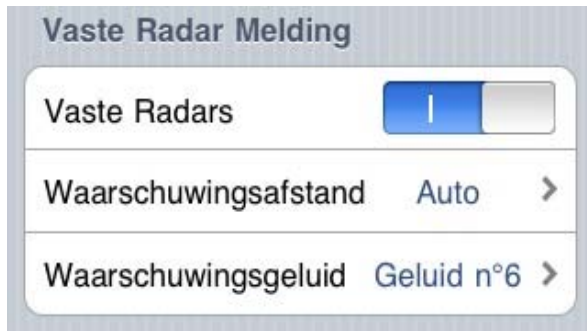 Vaste Radar Melding
Vaste Radars
Waarschuwingsafstand Auto
Waarschuwingsgeluid Geluid n°6